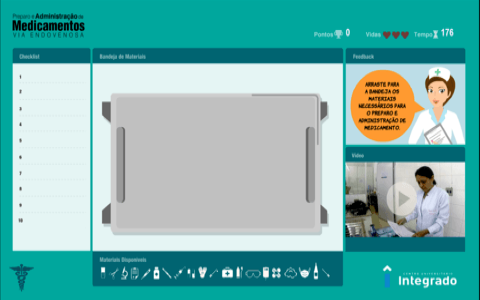 Preparo e Administração de
Medicamentos
VIA ENDOVENOSA
Pontos 0
Vidas
Tempo 176
Checklist
1
2
3
4
5
6
7
8
9
10
Bandeja de Materiais
Feedback
ARRASTE PARA
A BANDEJA OS
MATERIAIS
NECESSÁRIOS PARA
O PREPARO E
ADMINISTRAÇÃO DE
MEDICAMENTO.
Vídeo
Materiais Disponíveis
CENTRO UNIVERSITÁRIO
Integrado